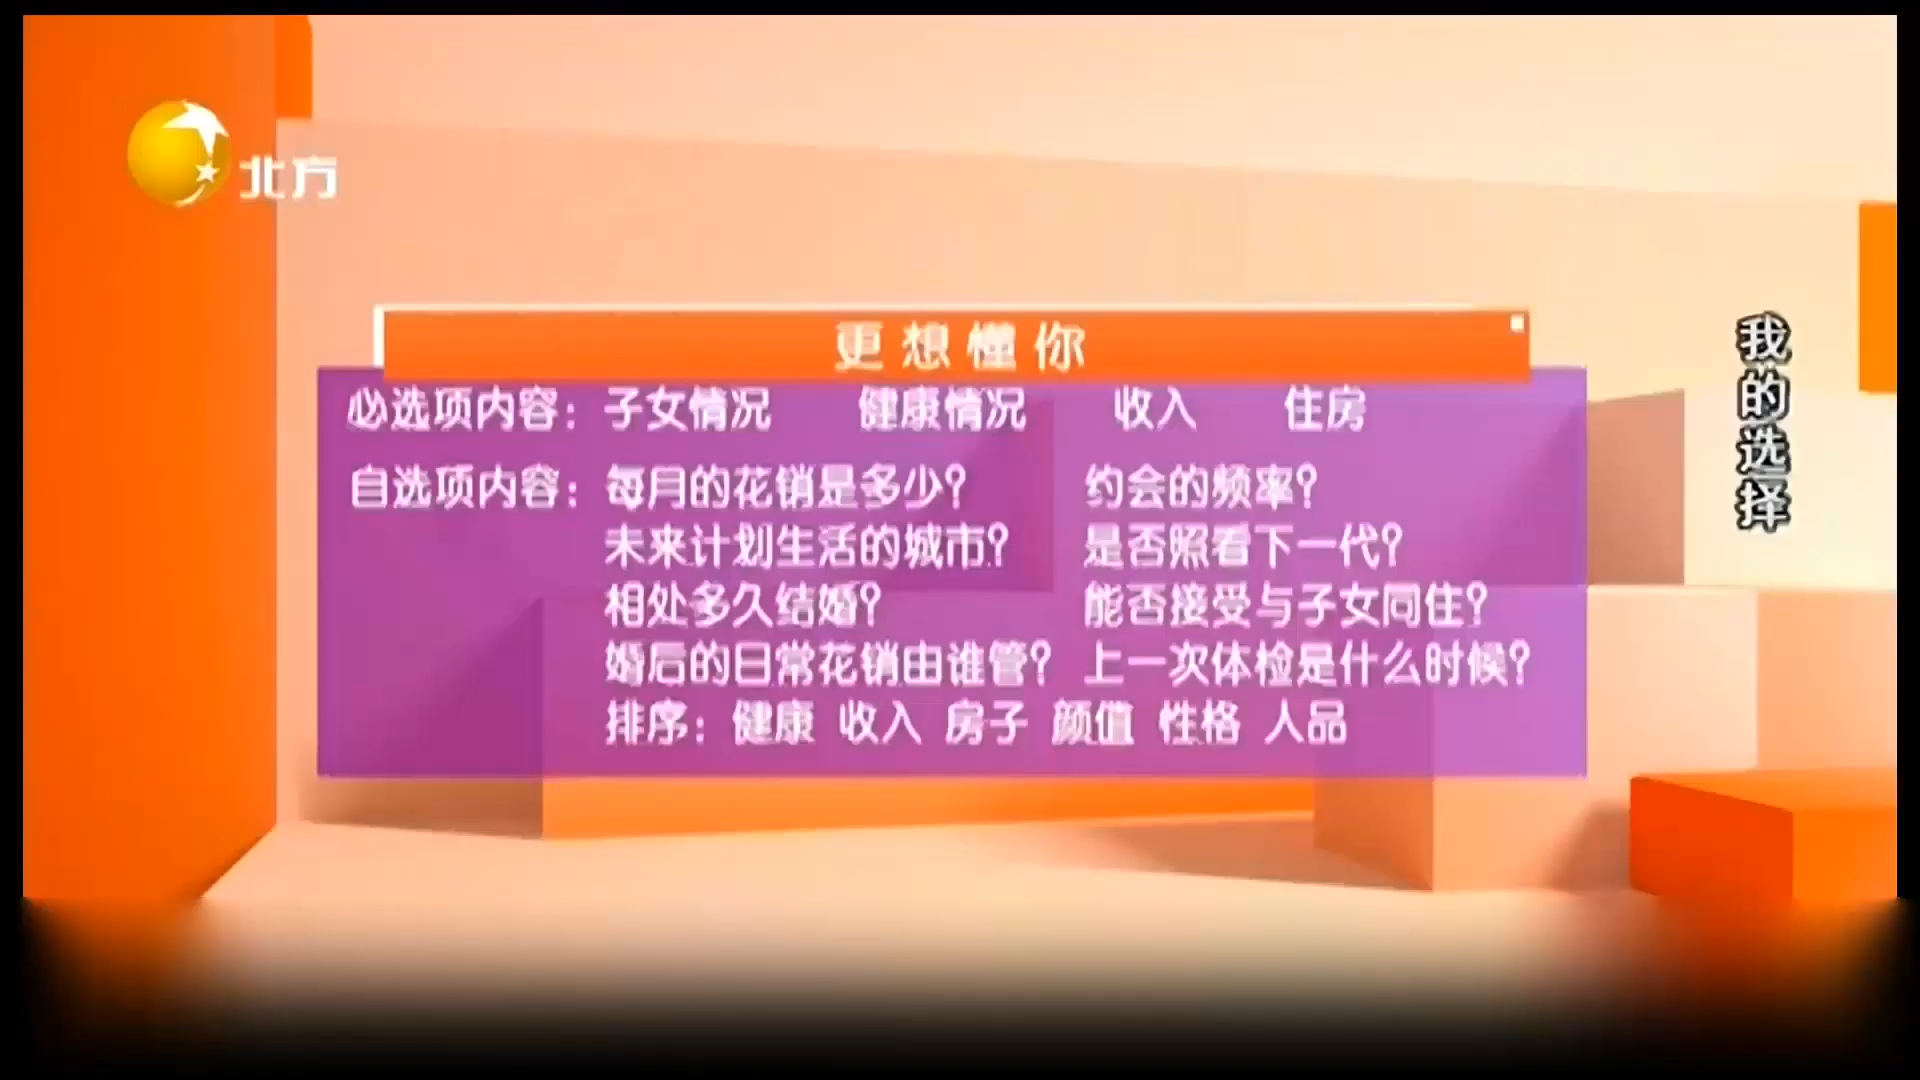 北方
更想懂你
必选项内容：子女情况 健康情况 收入 住房
自选项内容：每月的花销是多少？ 约会的频率？
未来计划生活的城市？ 是否照看下一代？
相处多久结婚？ 能否接受与子女同住？
婚后的日常花销由谁管？ 上一次体检是什么时候？
排序：健康 收入 房子 颜值 性格 人品
我的选择